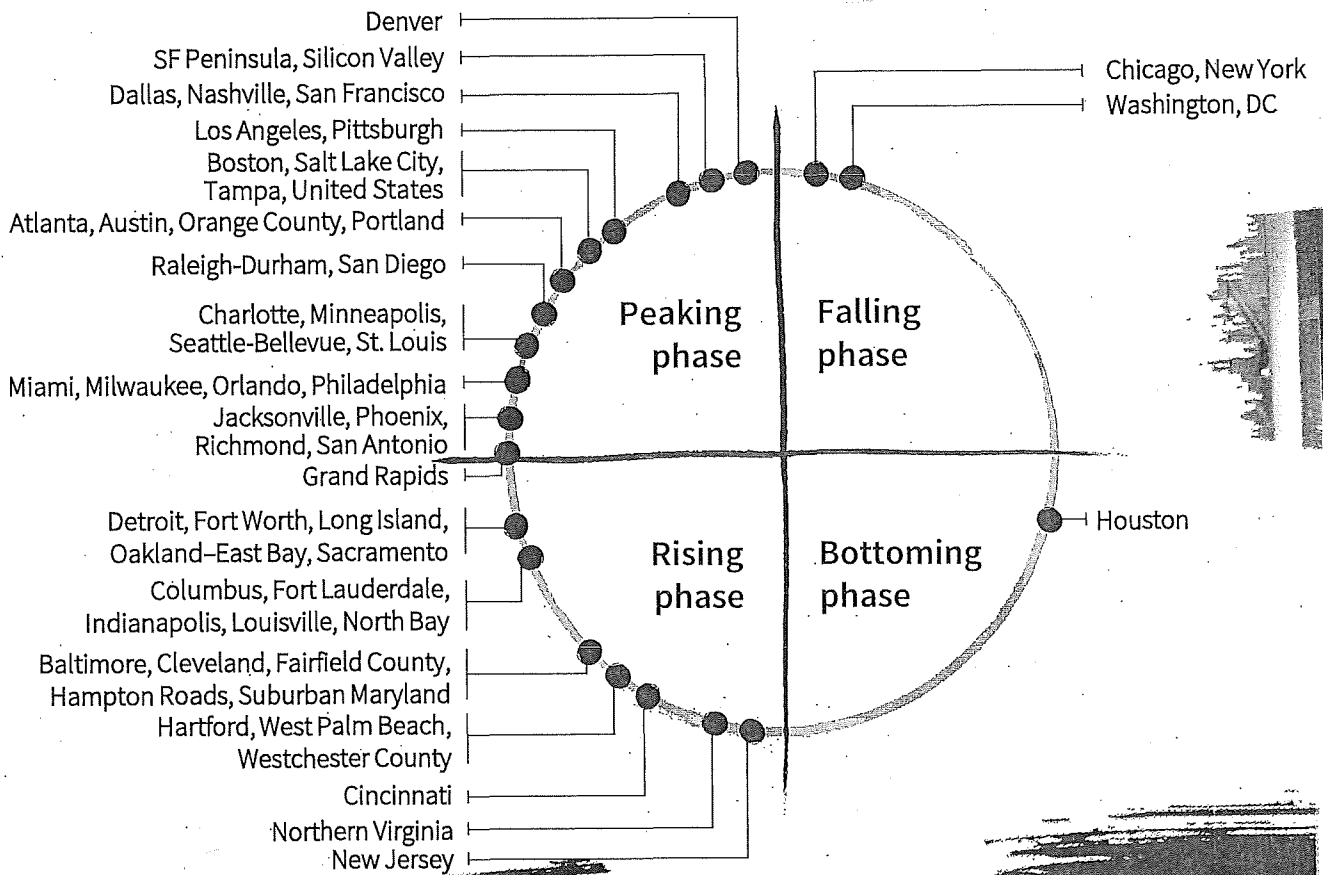 Denver
SF Peninsula, Silicon Valley
Dallas, Nashville, San Francisco
Los Angeles, Pittsburgh
Boston, Salt Lake City,
Tampa, United States
Atlanta, Austin, Orange County, Portland
Raleigh-Durham, San Diego
Charlotte, Minneapolis,
Seattle-Bellevue, St. Louis
Miami, Milwaukee, Orlando, Philadelphia
Jacksonville, Phoenix,
Richmond, San Antonio
Grand Rapids
Detroit, Fort Worth, Long Island,
Oakland–East Bay, Sacramento
Columbus, Fort Lauderdale,
Indianapolis, Louisville, North Bay
Baltimore, Cleveland, Fairfield County,
Hampton Roads, Suburban Maryland
Hartford, West Palm Beach,
Westchester County
Cincinnati
Northern Virginia
New Jersey
Peaking
phase
Falling
phase
Rising
phase
Bottoming
phase
Chicago, New York
Washington, DC
Houston